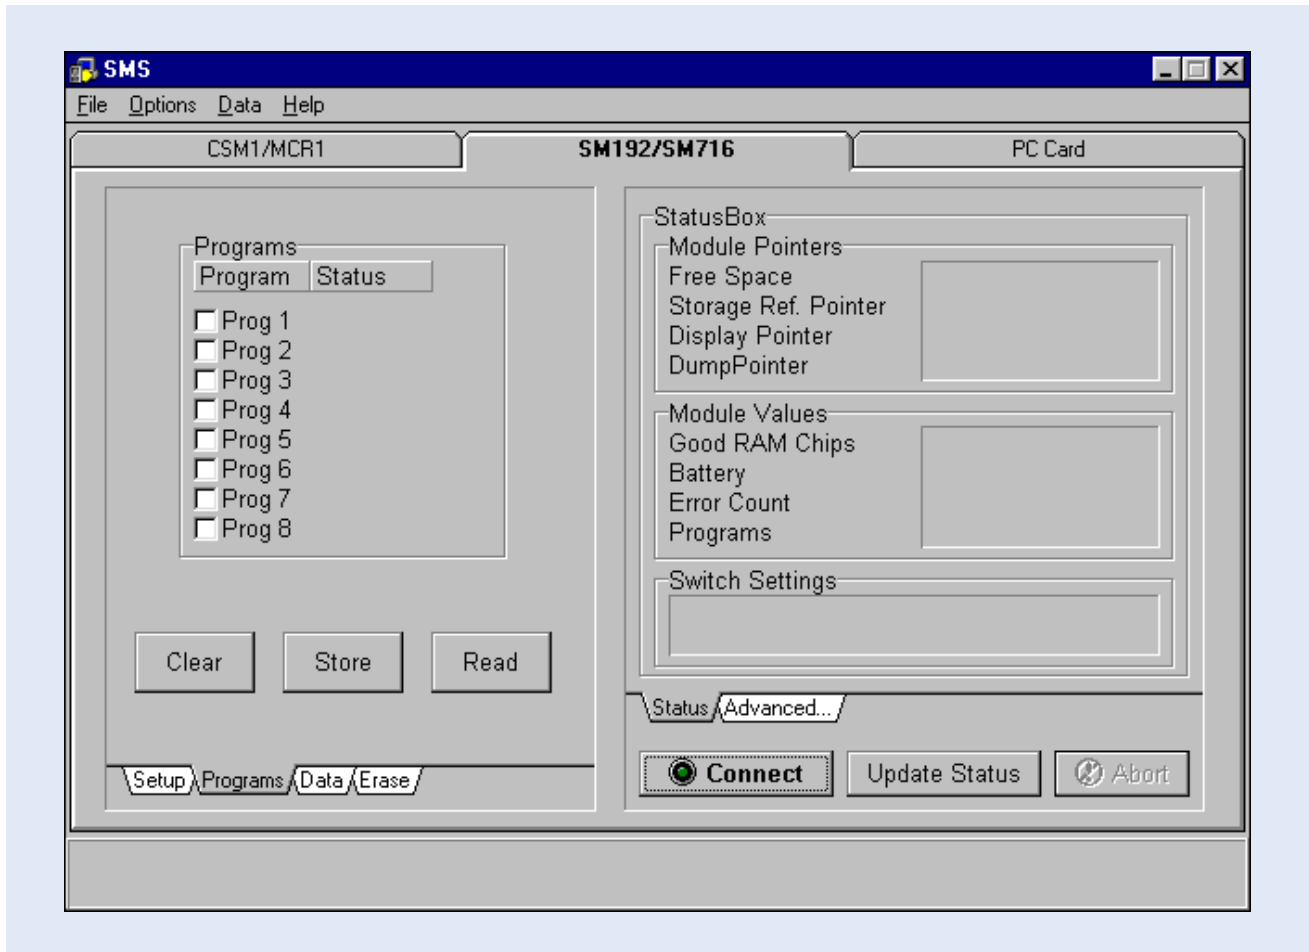 SMS
File Options Data Help
CSM1/MCR1 SM192/SM716 PC Card
Programs
Program Status
Prog 1
Prog 2
Prog 3
Prog 4
Prog 5
Prog 6
Prog 7
Prog 8
Clear Store Read
Setup Programs Data Erase
StatusBox
Module Pointers
Free Space
Storage Ref. Pointer
Display Pointer
DumpPointer
Module Values
Good RAM Chips
Battery
Error Count
Programs
Switch Settings
Status Advanced...
Connect Update Status Abort